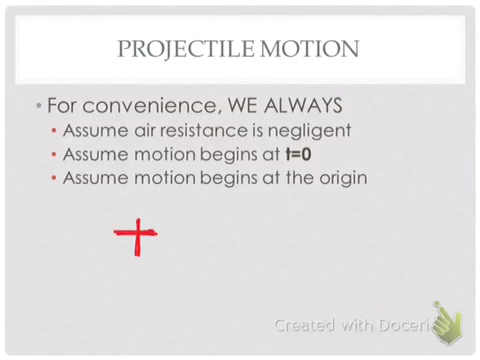 PROJECTILE MOTION
• For convenience, WE ALWAYS
• Assume air resistance is negligent
• Assume motion begins at t=0
• Assume motion begins at the origin
Created with Doceri